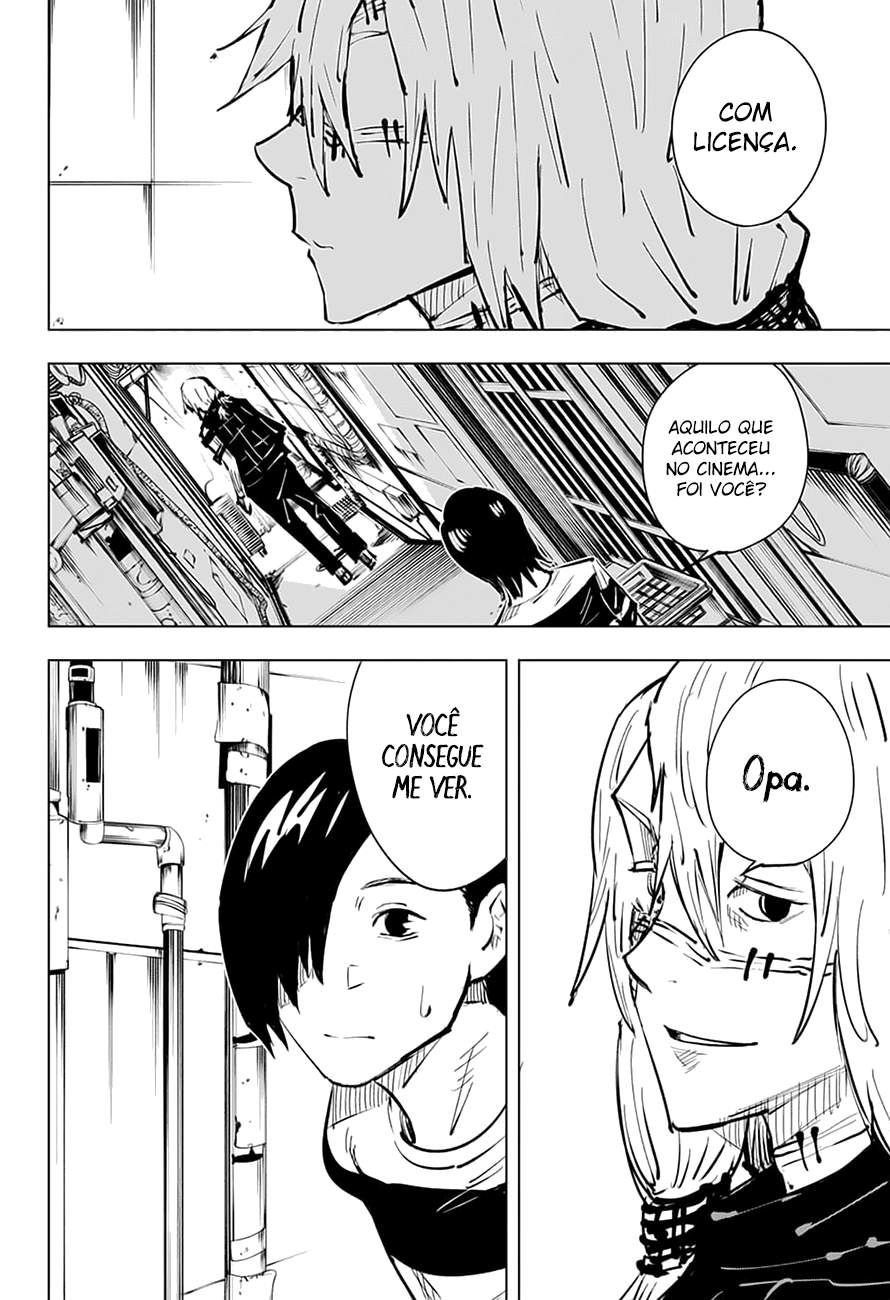 COM
LICENÇA.
AQUILO QUE
ACONTECEU
NO CINEMA...
FOI VOCÊ?
Opa.
VOCÊ
CONSEGUE
ME VER.